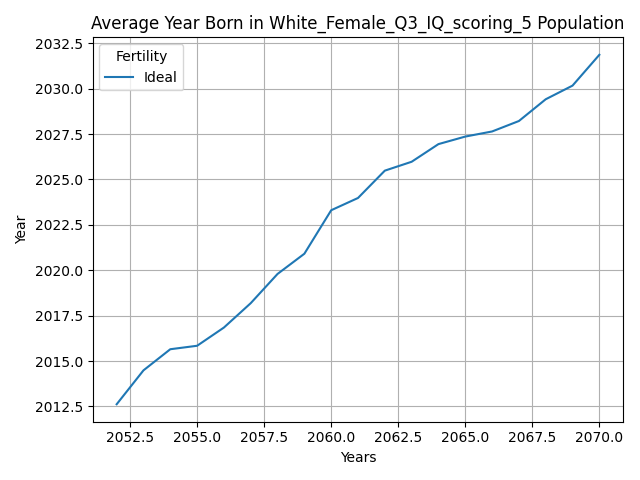 Average Year Born in White_Female_Q3_IQ_scoring_5 Population
Fertility
Ideal
2032.5
2030.0
2027.5
2025.0
2022.5
2020.0
2017.5
2015.0
2012.5
Year
2052.5 2055.0 2057.5 2060.0 2062.5 2065.0 2067.5 2070.0
Years